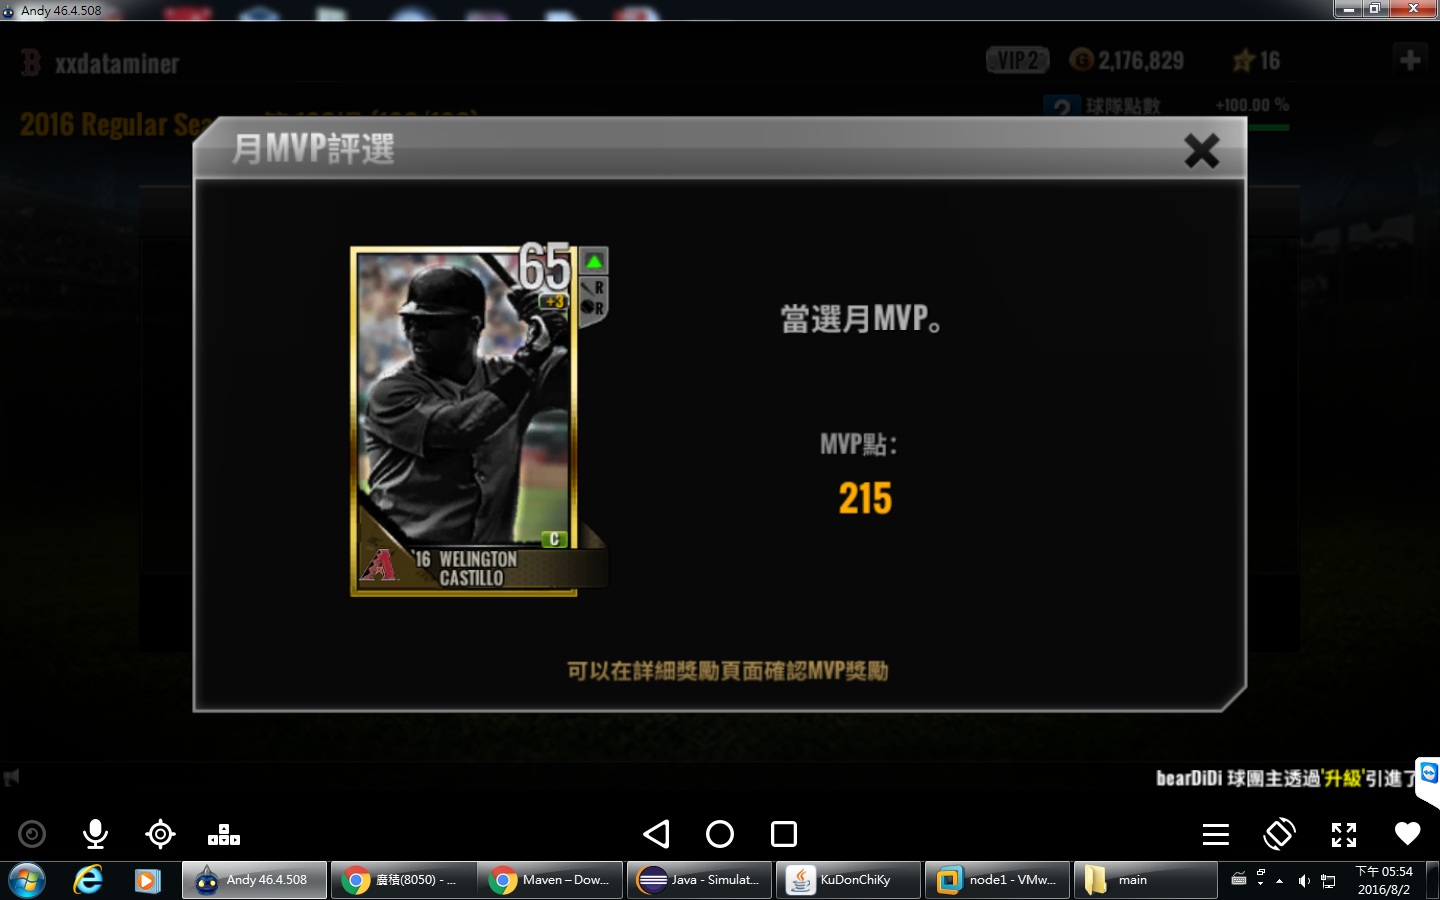 Andy 46.4.508
xxdataminer
VIP 2
2,176,829
16
2016 Regular Sea
球隊點數
+100.00 %
月MVP評選
65
+3
R
R
當選月MVP。
MVP點:
215
C
'16 WELINGTON
CASTILLO
可以在詳細獎勵頁面確認MVP獎勵
bearDiDi 球團主透過'升級'引進了
Andy 46.4.508
魔積(8050) - ...
Maven – Dow...
Java - Simulat...
KuDonChiKy
node1 - VMw...
main
下午 05:54
2016/8/2